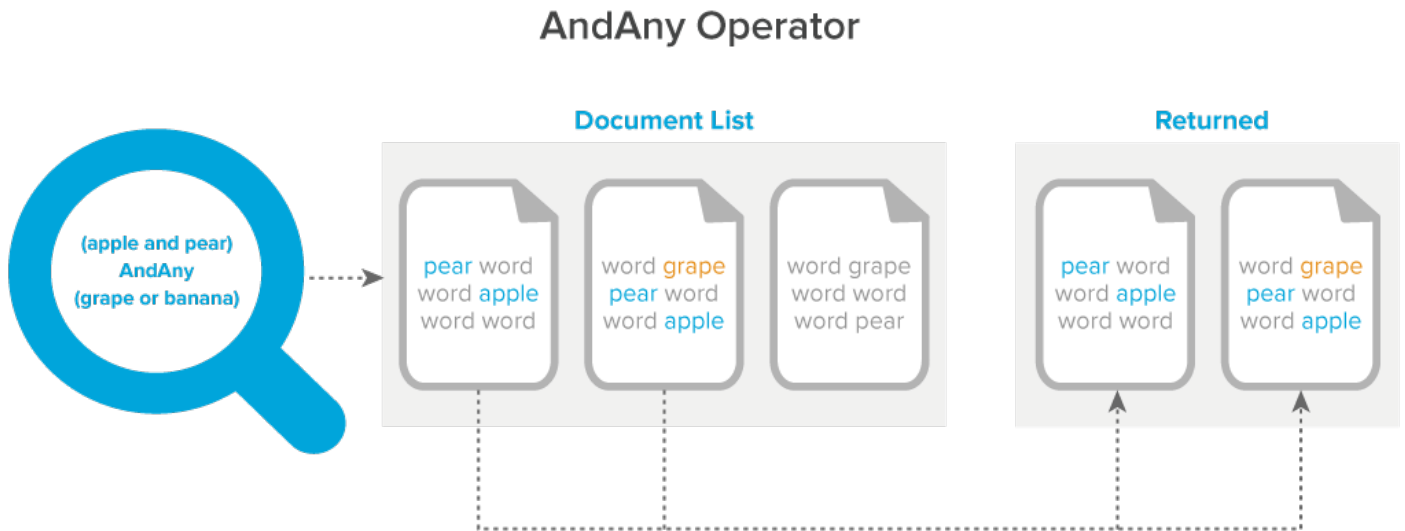 AndAny Operator
Document List
Returned
(apple and pear)
AndAny
(grape or banana)
pear word
word apple
word word
word grape
pear word
word apple
word grape
word word
word pear
pear word
word apple
word word
word grape
pear word
word apple